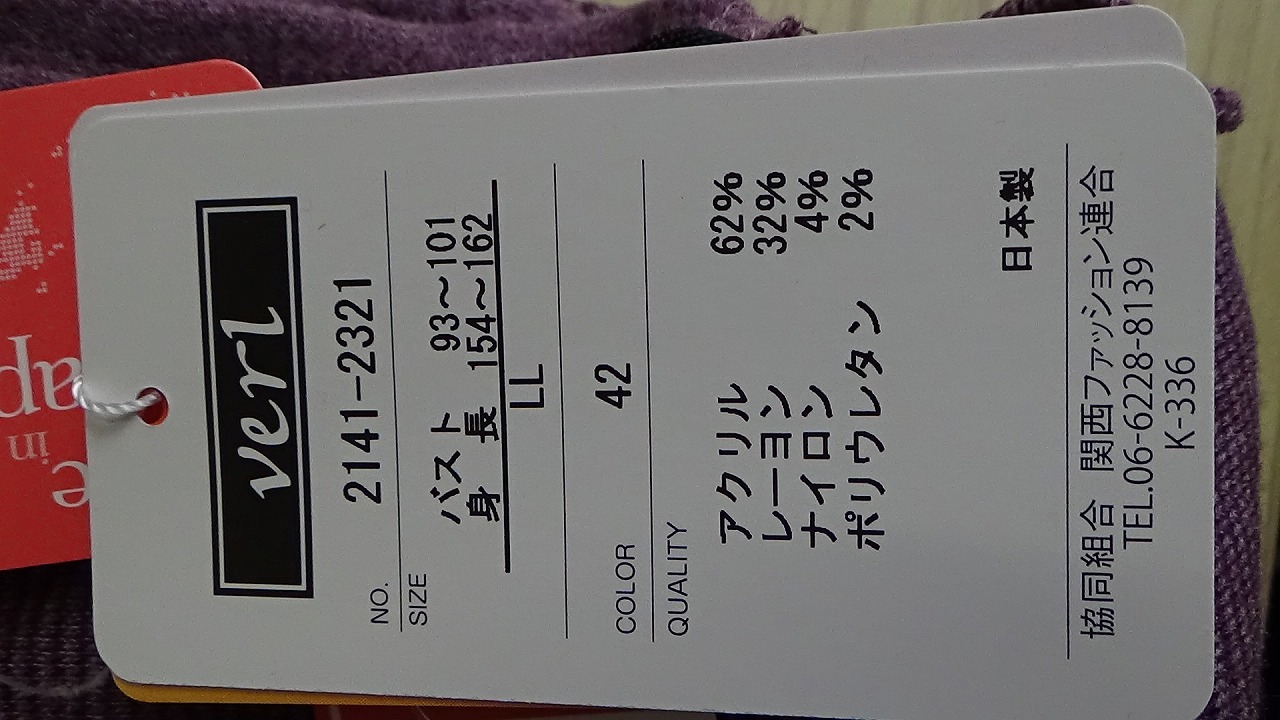 verl
NO. 2141-2321
SIZE
バスト 93~101
身長 154~162
LL
COLOR 42
QUALITY
アクリル 62%
レーヨン 32%
ナイロン 4%
ポリウレタン 2%
日本製
協同組合 関西ファッション連合
TEL.06-6228-8139
K-336
in